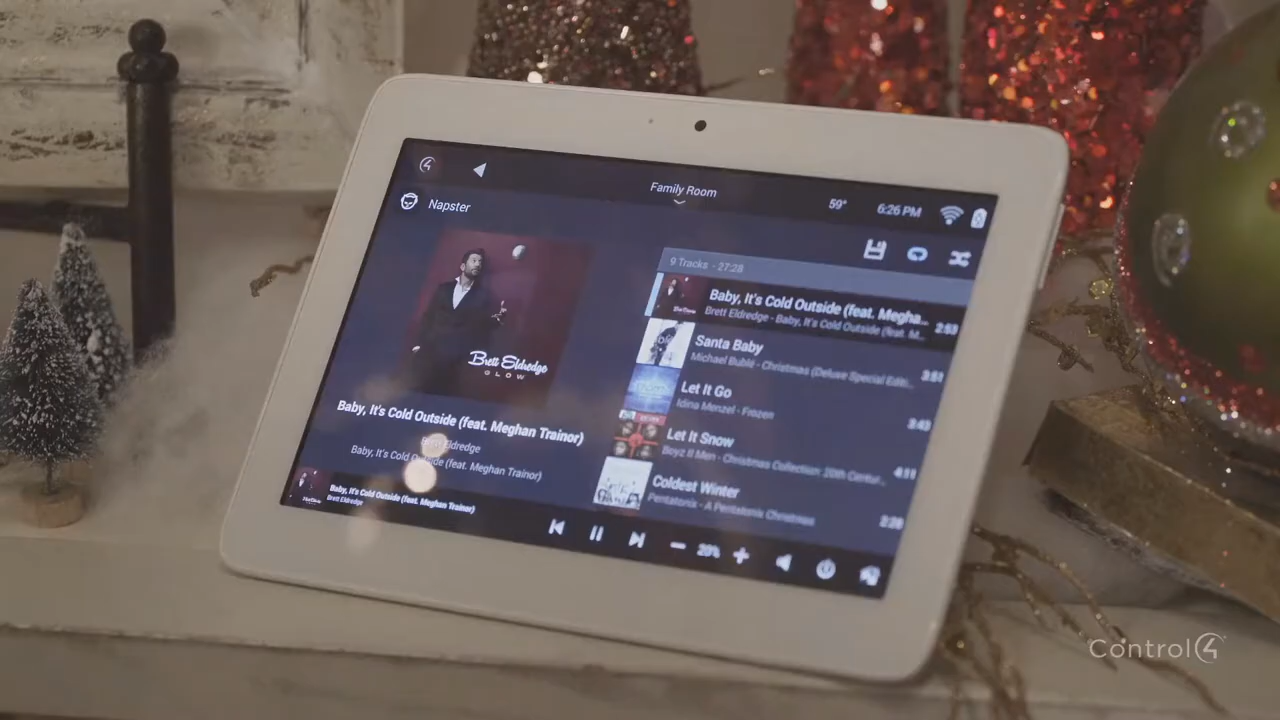 Family Room
59°
6:26 PM
Napster
Brett Eldredge
GLOW
Baby, It's Cold Outside (feat. Meghan Trainor)
Brett Eldredge
Baby, It's Cold Outside (feat. Meghan Trainor)
Baby, It's Cold Outside (feat. Meghan Trainor)
Brett Eldredge
9 Tracks - 27:28
Baby, It's Cold Outside (feat. Megha...
Brett Eldredge - Baby, It's Cold Outside (feat. M...
2:53
Santa Baby
Michael Bublé - Christmas (Deluxe Special Editi...
3:51
Let It Go
Idina Menzel - Frozen
3:43
Let It Snow
Boyz II Men - Christmas Collection: 20th Centur...
4:11
Coldest Winter
Pentatonix - A Pentatonix Christmas
20%
Control4